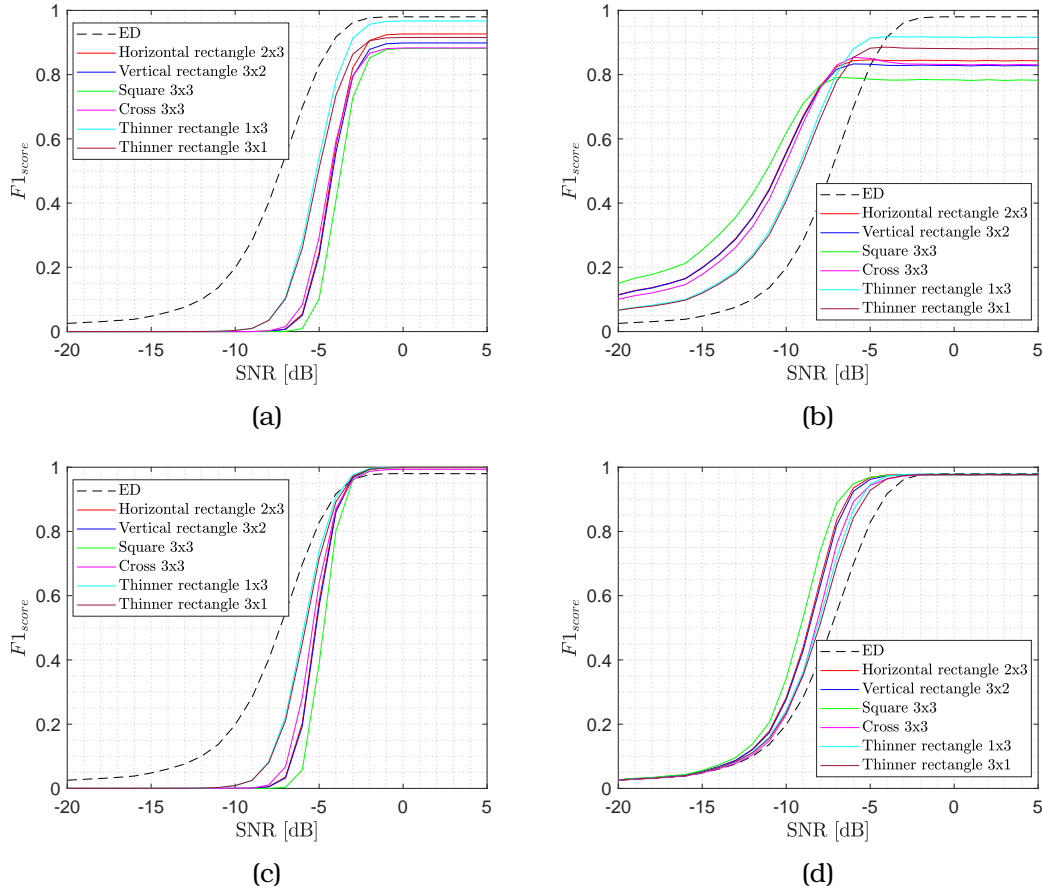 1
0.8
0.6
0.4
0.2
0
F1score
-20 -15 -10 -5 0 5
SNR [dB]
ED
Horizontal rectangle 2x3
Vertical rectangle 3x2
Square 3x3
Cross 3x3
Thinner rectangle 1x3
Thinner rectangle 3x1
(a)
1
0.8
0.6
0.4
0.2
0
F1score
-20 -15 -10 -5 0 5
SNR [dB]
ED
Horizontal rectangle 2x3
Vertical rectangle 3x2
Square 3x3
Cross 3x3
Thinner rectangle 1x3
Thinner rectangle 3x1
(b)
1
0.8
0.6
0.4
0.2
0
F1score
-20 -15 -10 -5 0 5
SNR [dB]
ED
Horizontal rectangle 2x3
Vertical rectangle 3x2
Square 3x3
Cross 3x3
Thinner rectangle 1x3
Thinner rectangle 3x1
(c)
1
0.8
0.6
0.4
0.2
0
F1score
-20 -15 -10 -5 0 5
SNR [dB]
ED
Horizontal rectangle 2x3
Vertical rectangle 3x2
Square 3x3
Cross 3x3
Thinner rectangle 1x3
Thinner rectangle 3x1
(d)